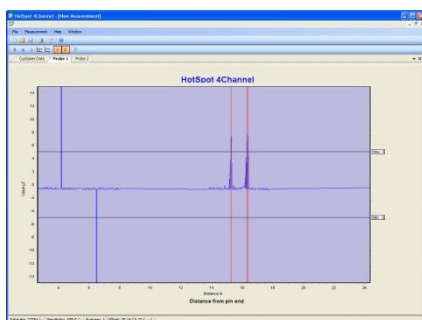 HotSpot 4Channel - [New Measurement]
File Measurement Help Window
Customer Data Probe 1 Probe 2
HotSpot 4Channel
14
12
10
8
6
4
2
0
-2
-4
-6
-8
-10
-12
-14
4 6 8 10 12 14 16 18 20 22 24
Distance from pin end